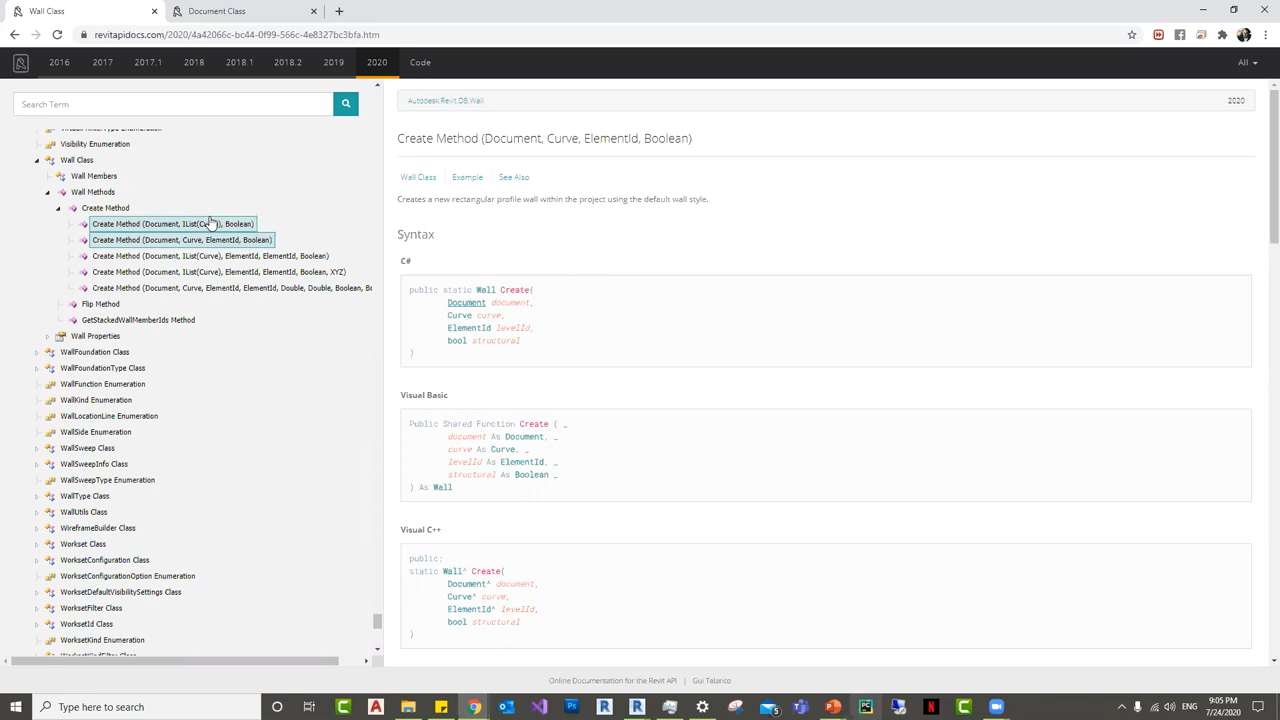 Wall Class
Document Class
revitapidocs.com/2020/4a42066c-bc44-0f99-566c-4e8327bc3bfa.htm
2016 2017 2017.1 2018 2018.1 2018.2 2019 2020 Code All
Search Term
Visibility Enumeration
Wall Class
Wall Members
Wall Methods
Create Method
Create Method (Document, IList(Curve), Boolean)
Create Method (Document, Curve, ElementId, Boolean)
Create Method (Document, IList(Curve), ElementId, ElementId, Boolean)
Create Method (Document, IList(Curve), ElementId, ElementId, Boolean, XYZ)
Create Method (Document, Curve, ElementId, ElementId, Double, Double, Boolean, Bo
Flip Method
GetStackedWallMemberIds Method
Wall Properties
WallFoundation Class
WallFoundationType Class
WallFunction Enumeration
WallKind Enumeration
WallLocationLine Enumeration
WallSide Enumeration
WallSweep Class
WallSweepInfo Class
WallSweepType Enumeration
WallType Class
WallUtils Class
WireframeBuilder Class
Workset Class
WorksetConfiguration Class
WorksetConfigurationOption Enumeration
WorksetDefaultVisibilitySettings Class
WorksetFilter Class
WorksetId Class
WorksetKind Enumeration
Autodesk.Revit.DB.Wall 2020
Create Method (Document, Curve, ElementId, Boolean)
Wall Class Example See Also
Creates a new rectangular profile wall within the project using the default wall style.
Syntax
C#
public static Wall Create(
Document document,
Curve curve,
ElementId levelId,
bool structural
)
Visual Basic
Public Shared Function Create ( _
document As Document, _
curve As Curve, _
levelId As ElementId, _
structural As Boolean _
) As Wall
Visual C++
public:
static Wall^ Create(
Document^ document,
Curve^ curve,
ElementId^ levelId,
bool structural
)
Online Documentation for the Revit API | Gui Talarico
Type here to search
9:05 PM
7/24/2020